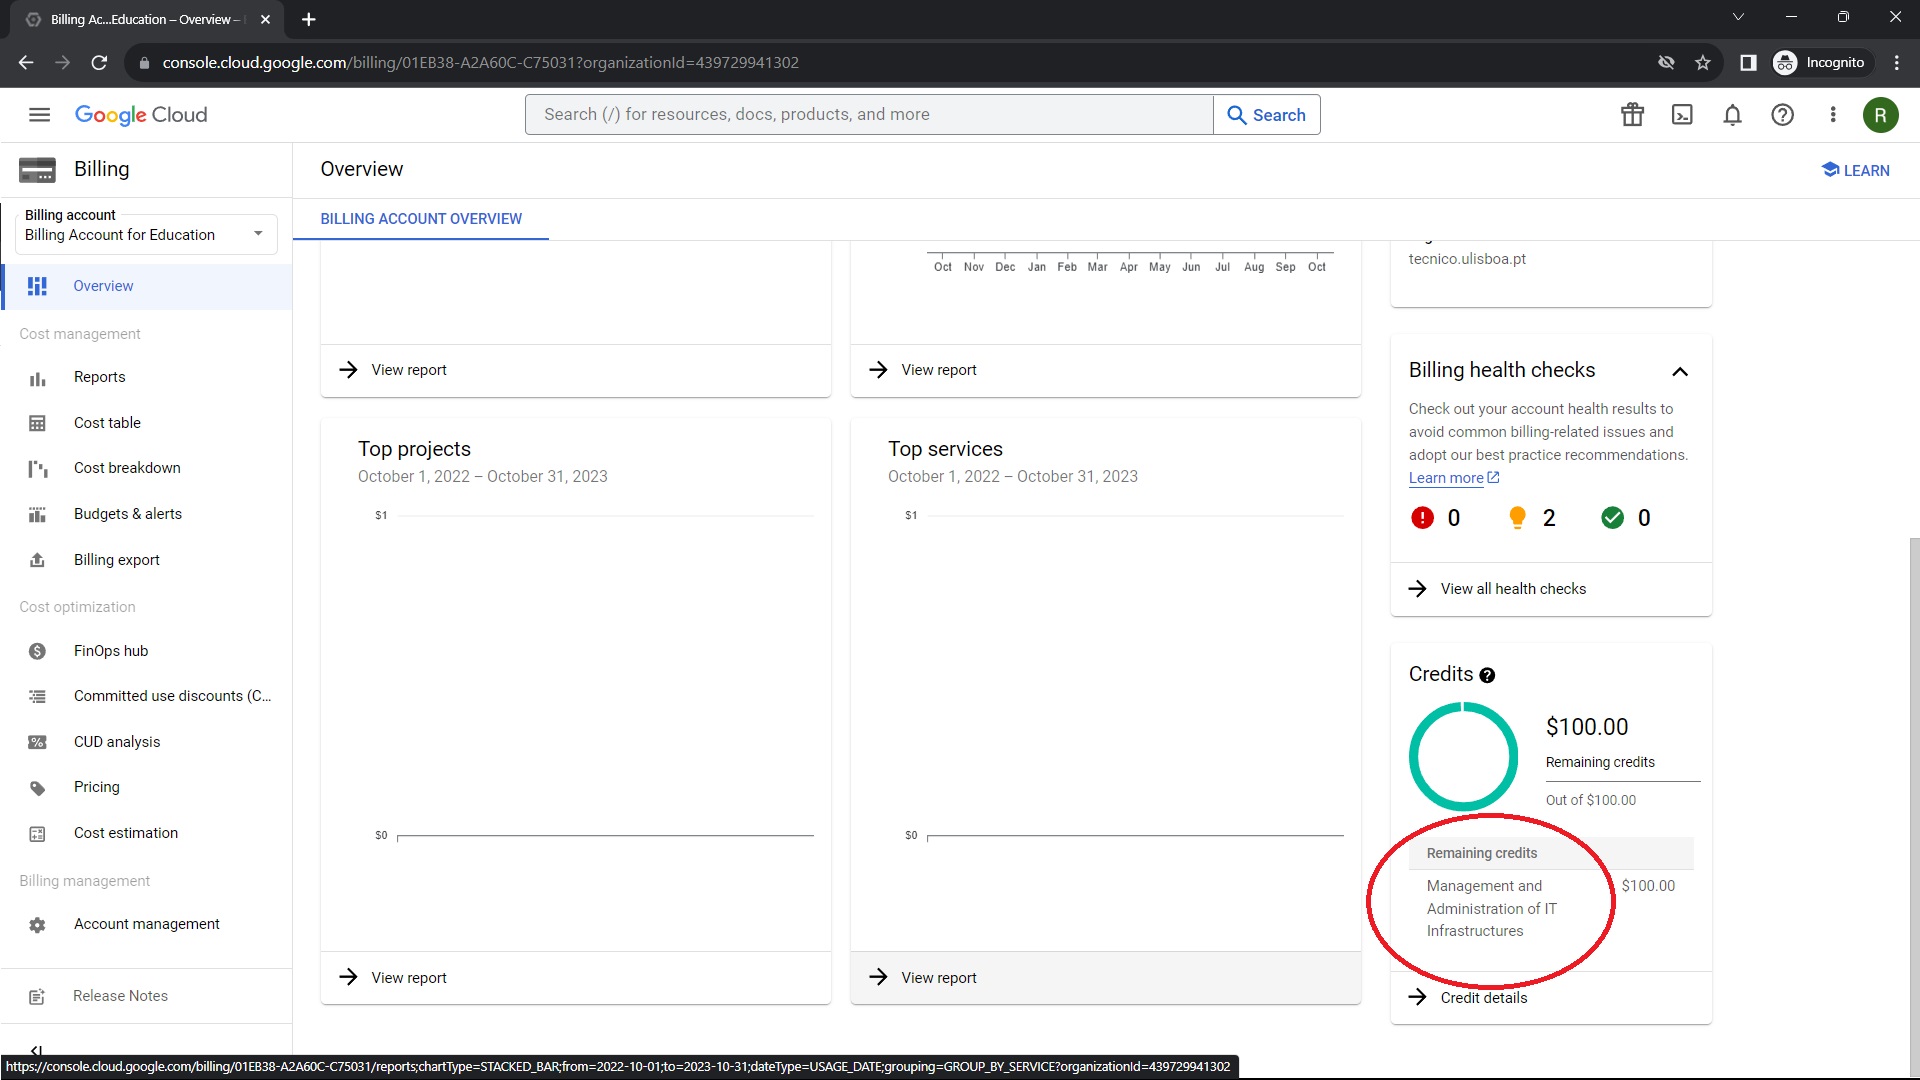 Billing Ac...Education – Overview –
console.cloud.google.com/billing/01EB38-A2A60C-C75031?organizationId=439729941302
Incognito
Google Cloud
Search (/) for resources, docs, products, and more
Search
R
Billing
Overview
LEARN
Billing account
Billing Account for Education
BILLING ACCOUNT OVERVIEW
Overview
Cost management
Reports
Cost table
Cost breakdown
Budgets & alerts
Billing export
Cost optimization
FinOps hub
Committed use discounts (C...
CUD analysis
Pricing
Cost estimation
Billing management
Account management
Release Notes
View report
Oct Nov Dec Jan Feb Mar Apr May Jun Jul Aug Sep Oct
View report
Top projects
October 1, 2022 – October 31, 2023
$1
$0
View report
Top services
October 1, 2022 – October 31, 2023
$1
$0
View report
tecnico.ulisboa.pt
Billing health checks
Check out your account health results to
avoid common billing-related issues and
adopt our best practice recommendations.
Learn more
0 2 0
View all health checks
Credits
$100.00
Remaining credits
Out of $100.00
Remaining credits
Management and $100.00
Administration of IT
Infrastructures
Credit details
https://console.cloud.google.com/billing/01EB38-A2A60C-C75031/reports;chartType=STACKED_BAR;from=2022-10-01;to=2023-10-31;dateType=USAGE_DATE;grouping=GROUP_BY_SERVICE?organizationId=439729941302